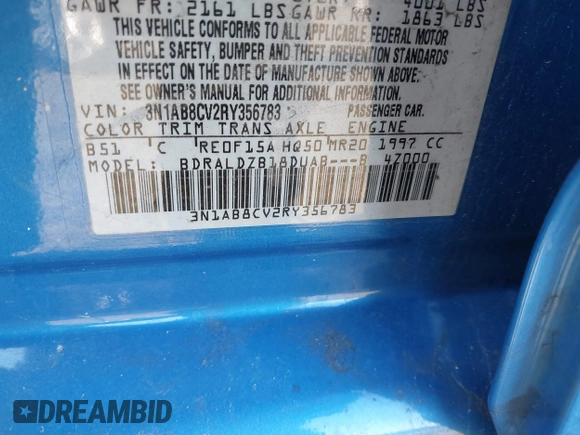 GAWR FR: 2161 LBS GAWR RR: 1863 LBS
THIS VEHICLE CONFORMS TO ALL APPLICABLE FEDERAL MOTOR
VEHICLE SAFETY, BUMPER AND THEFT PREVENTION STANDARDS
IN EFFECT ON THE DATE OF MANUFACTURE SHOWN ABOVE.
SEE OWNER'S MANUAL FOR ADDITIONAL INFORMATION
VIN: 3N1AB8CV2RY356783 PASSENGER CAR.
COLOR TRIM TRANS AXLE ENGINE
B51 C RE0F15A HQ50 MR20 1997 CC
MODEL: BDRALDZB18DUAB---B 4Z000
3N1AB8CV2RY356783
DREAMBID